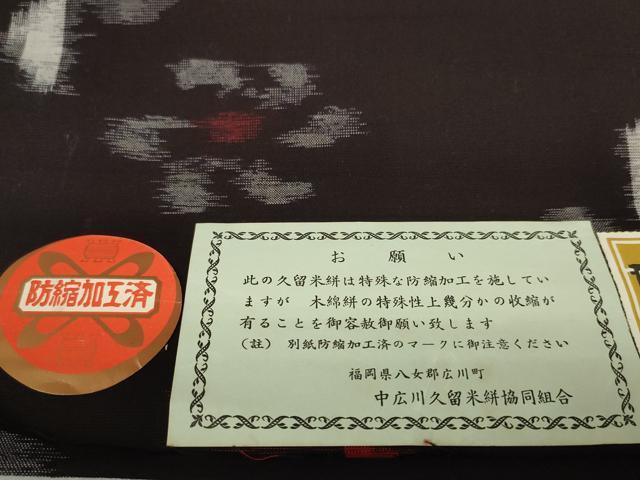 防縮加工済
お願い
此の久留米絣は特殊な防縮加工を施してい
ますが 木綿絣の特殊性上幾分かの收縮が
有ることを御容赦御願い致します
(註) 別紙防縮加工済のマークに御注意ください
福岡県八女郡広川町
中広川久留米絣協同組合